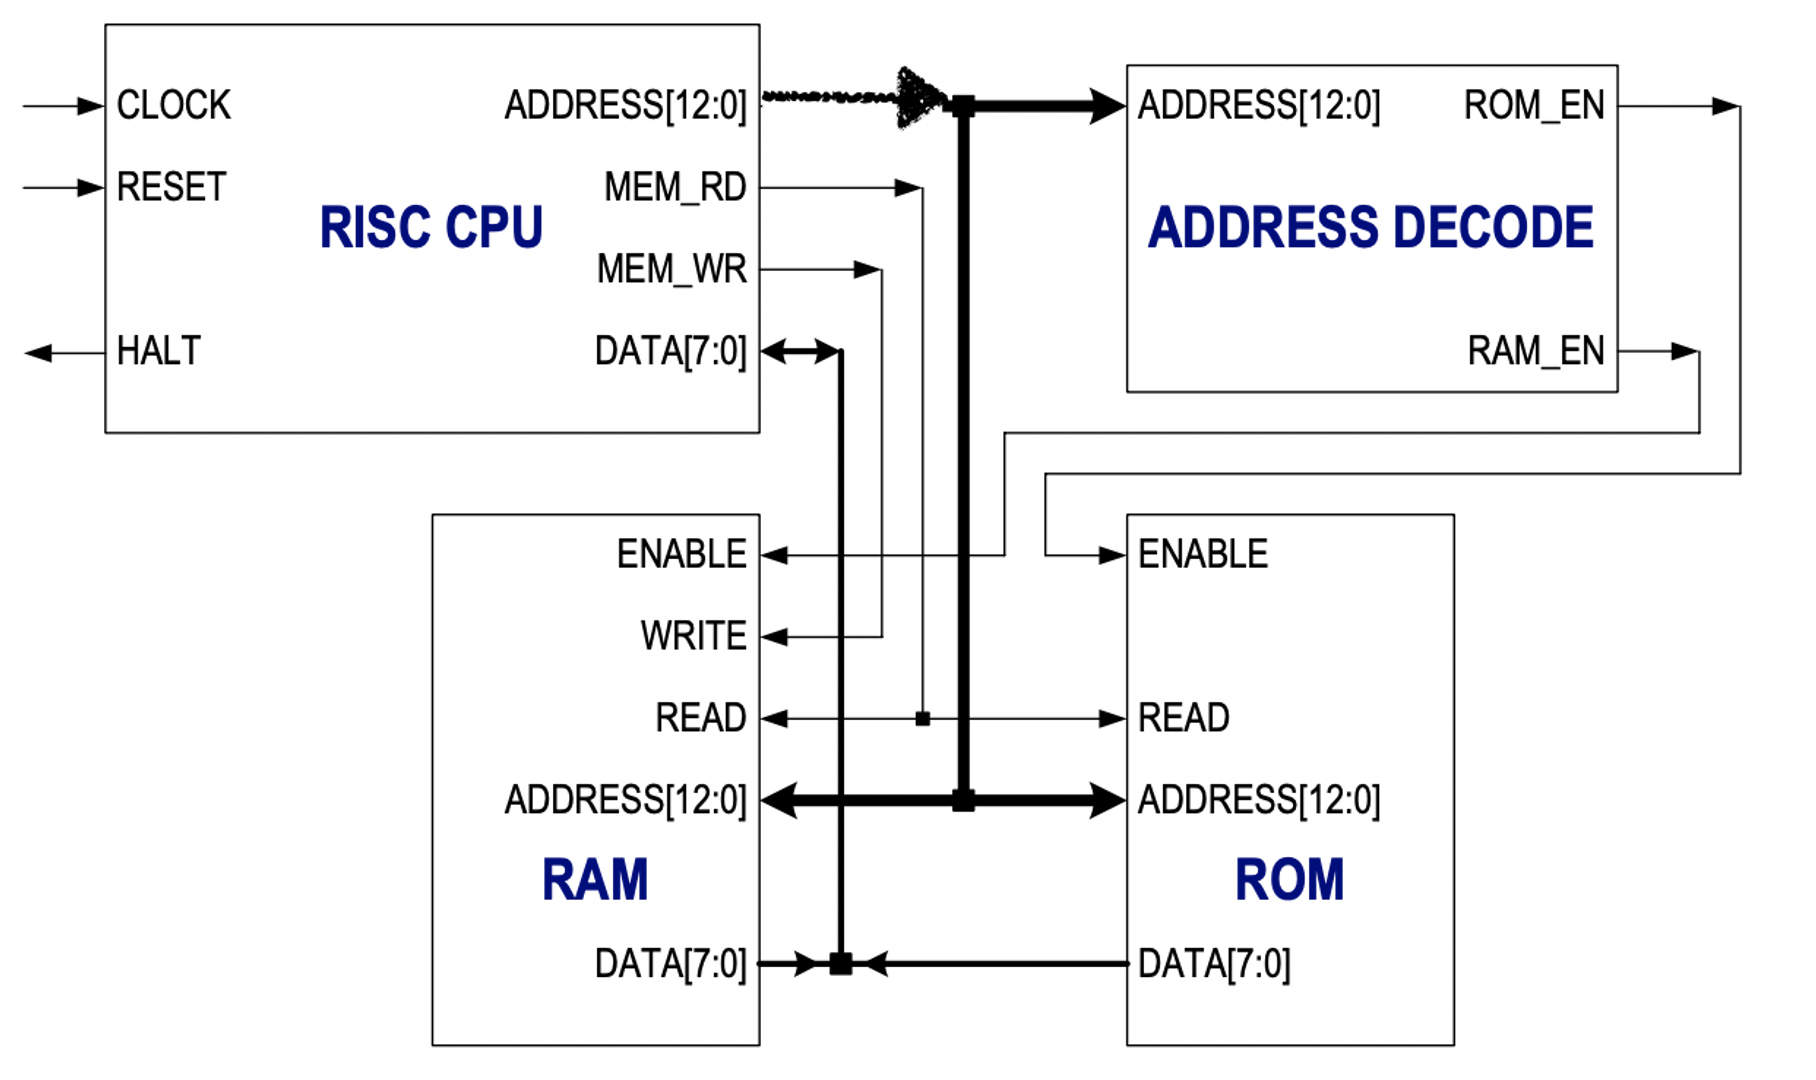 CLOCK
ADDRESS[12:0]
RESET
MEM_RD
RISC CPU
MEM_WR
HALT
DATA[7:0]
ADDRESS[12:0]
ROM_EN
ADDRESS DECODE
RAM_EN
ENABLE
WRITE
READ
ADDRESS[12:0]
RAM
DATA[7:0]
ENABLE
READ
ADDRESS[12:0]
ROM
DATA[7:0]